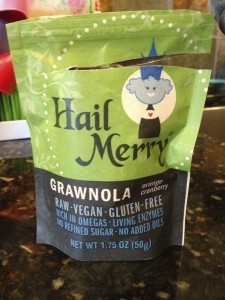 Hail
Merry
GRAWNOLA orange
cranberry
RAW · VEGAN · GLUTEN-FREE
RICH IN OMEGAS · LIVING ENZYMES
NO REFINED SUGAR · NO ADDED OILS
NET WT 1.75 OZ (50g)